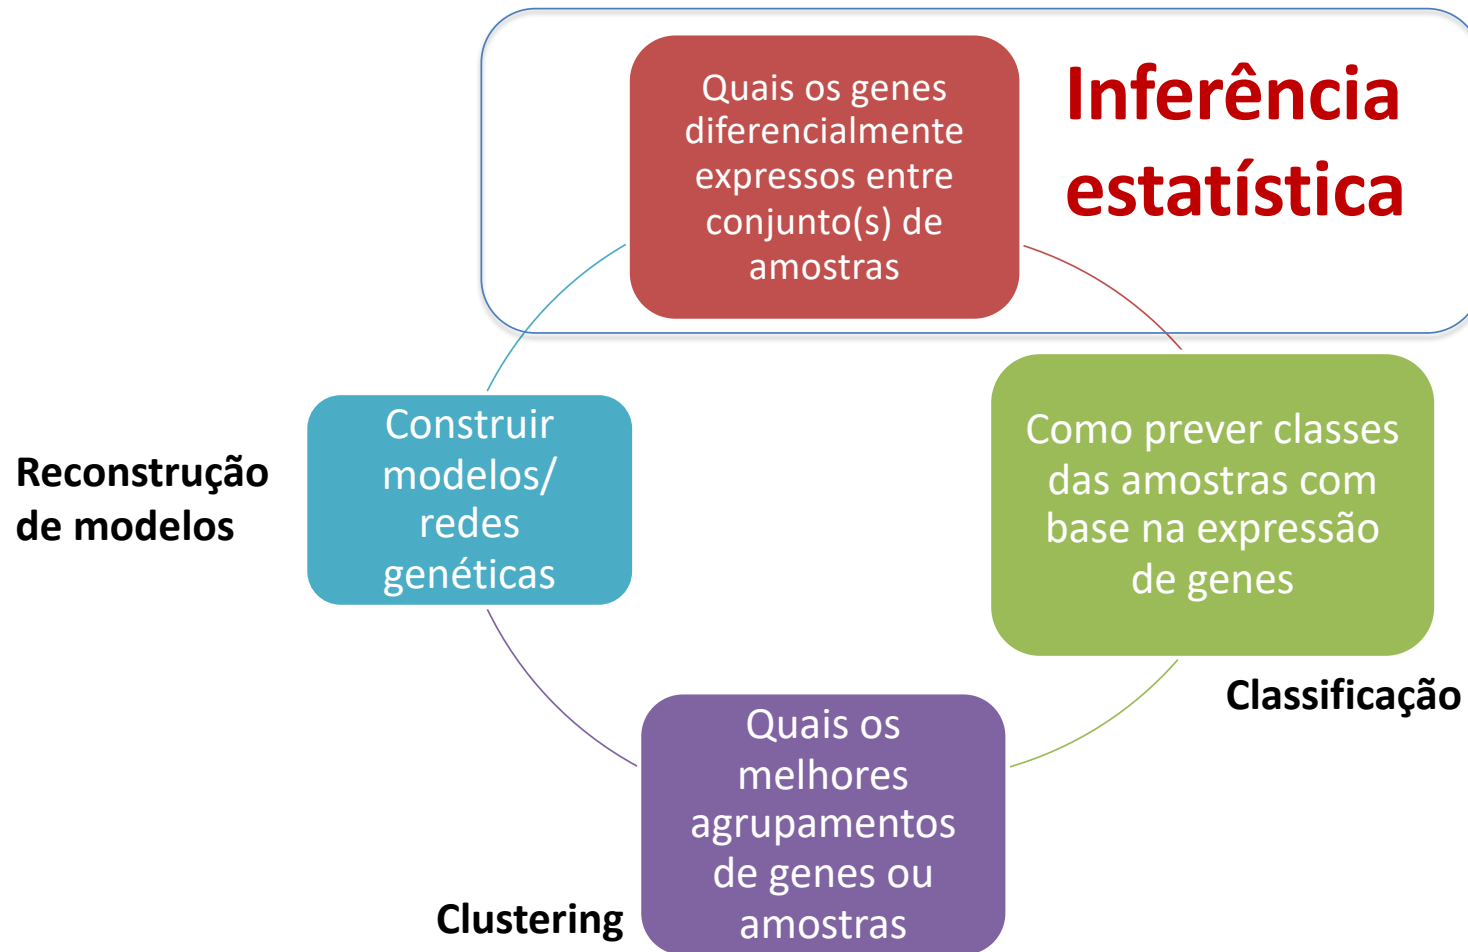 Quais os genes
diferencialmente
expressos entre
conjunto(s) de
amostras
Inferência
estatística
Como prever classes
das amostras com
base na expressão
de genes
Classificação
Quais os
melhores
agrupamentos
de genes ou
amostras
Clustering
Construir
modelos/
redes
genéticas
Reconstrução
de modelos